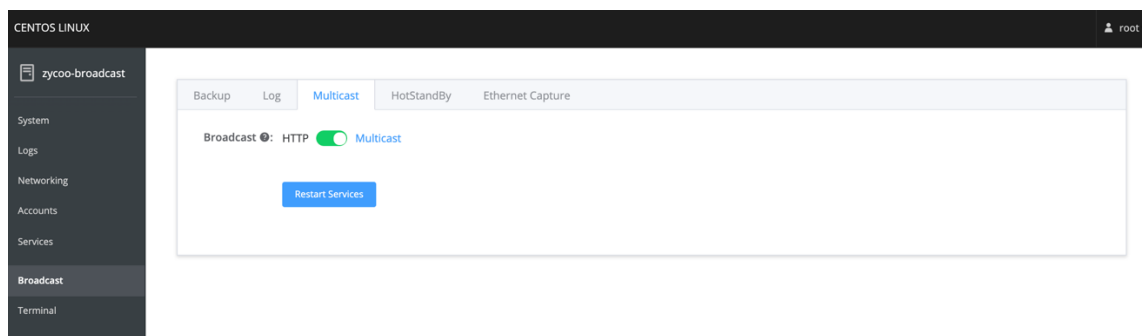 CENTOS LINUX
root
zycoo-broadcast
System
Logs
Networking
Accounts
Services
Broadcast
Terminal
Backup Log Multicast HotStandBy Ethernet Capture
Broadcast ?: HTTP Multicast
Restart Services